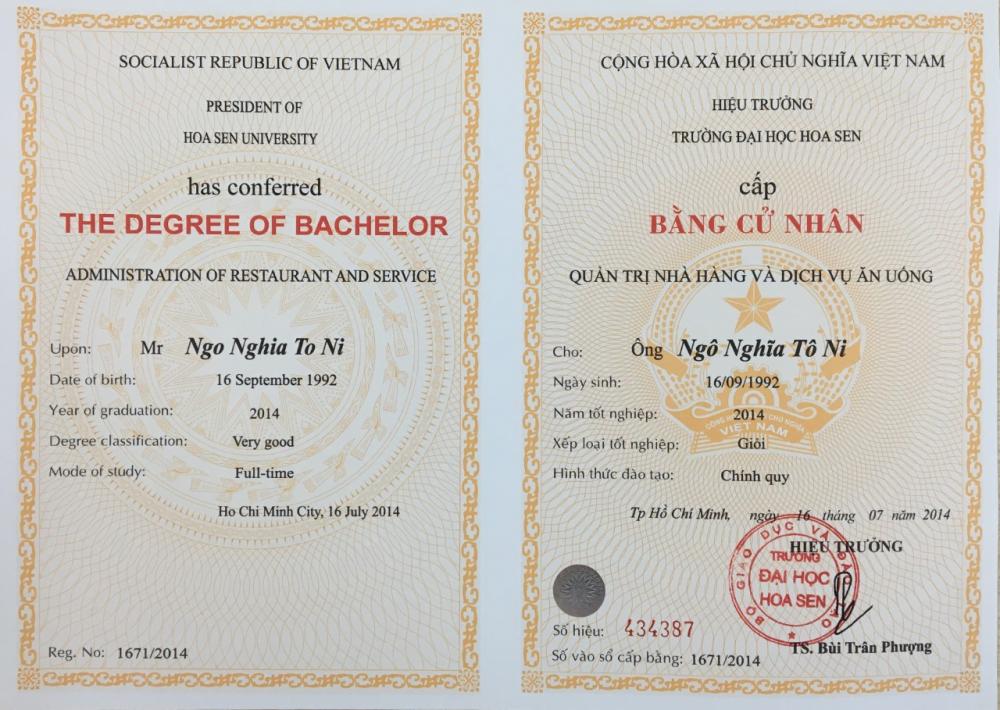 SOCIALIST REPUBLIC OF VIETNAM
PRESIDENT OF
HOA SEN UNIVERSITY
has conferred
THE DEGREE OF BACHELOR
ADMINISTRATION OF RESTAURANT AND SERVICE
Upon: Mr Ngo Nghia To Ni
Date of birth: 16 September 1992
Year of graduation: 2014
Degree classification: Very good
Mode of study: Full-time
Ho Chi Minh City, 16 July 2014
Reg. No: 1671/2014
CỘNG HÒA XÃ HỘI CHỦ NGHĨA VIỆT NAM
HIỆU TRƯỞNG
TRƯỜNG ĐẠI HỌC HOA SEN
cấp
BẰNG CỬ NHÂN
QUẢN TRỊ NHÀ HÀNG VÀ DỊCH VỤ ĂN UỐNG
Cho: Ông Ngô Nghĩa Tô Ni
Ngày sinh: 16/09/1992
Năm tốt nghiệp: 2014
CỘNG CHỦ NGHĨA
VIỆT NAM
Xếp loại tốt nghiệp: Giỏi
Hình thức đào tạo: Chính quy
Tp Hồ Chí Minh, ngày 16 tháng 07 năm 2014
HIỆU TRƯỞNG
BỘ GIÁO DỤC VÀ ĐÀO TẠO
TRƯỜNG
ĐẠI HỌC
HOA SEN
Số hiệu: 434387
Số vào sổ cấp bằng: 1671/2014
TS. Bùi Trân Phượng